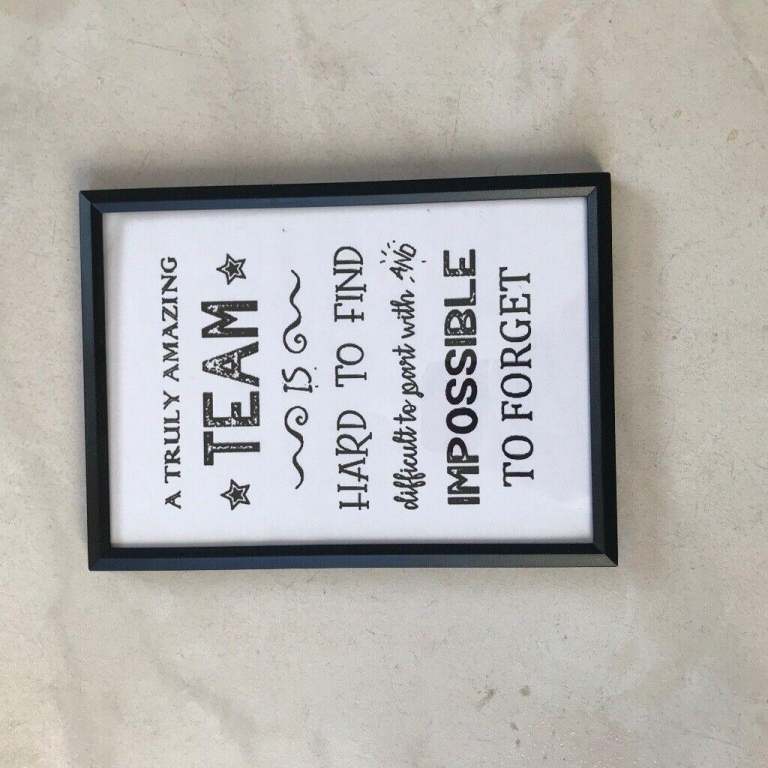 A TRULY AMAZING
TEAM
IS
HARD TO FIND
difficult to part with AND
IMPOSSIBLE
TO FORGET